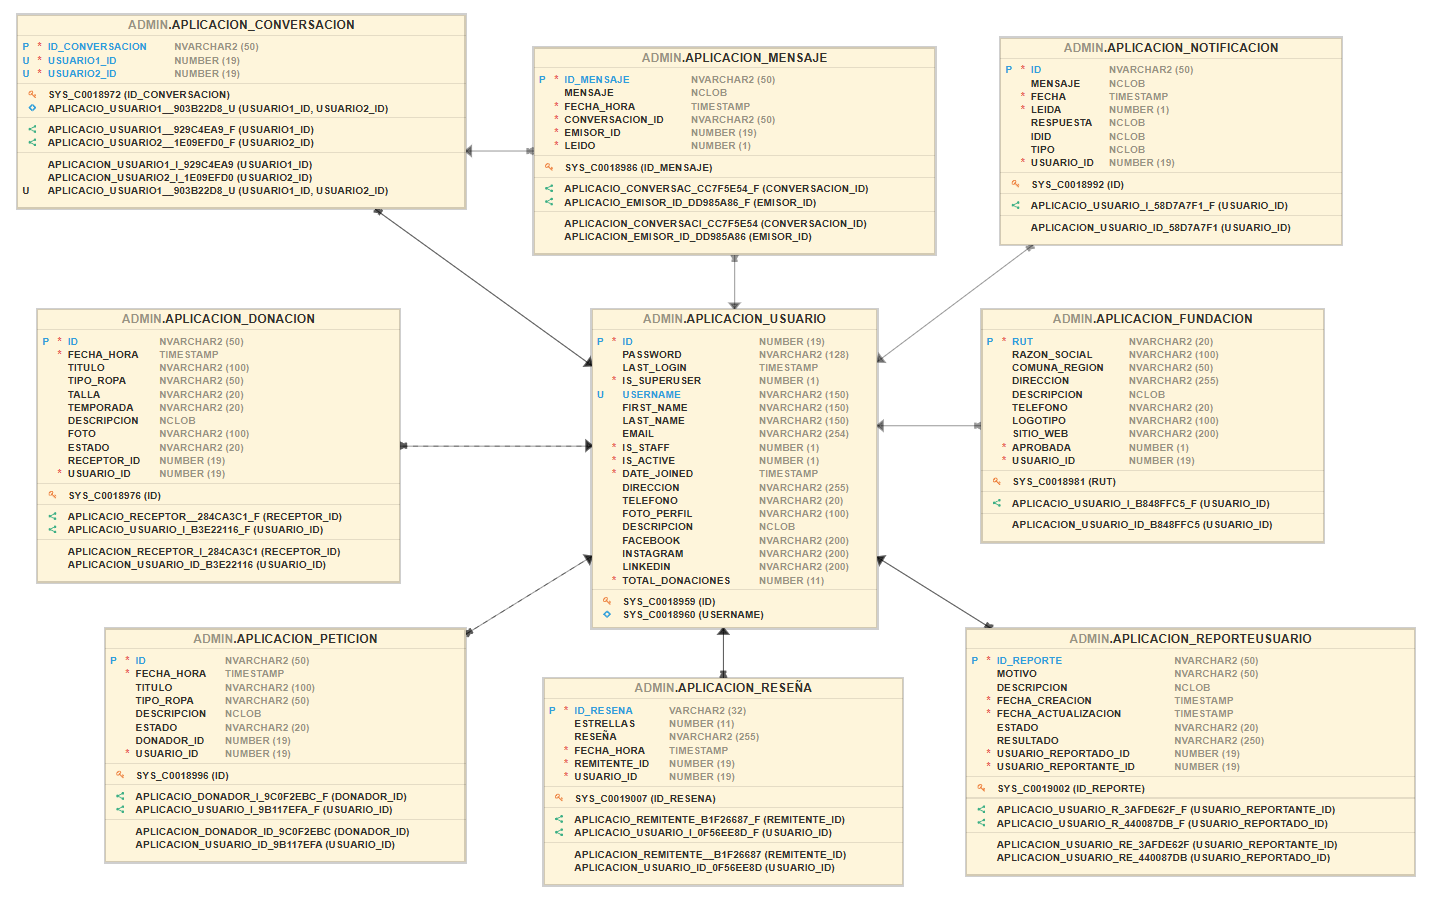 ADMIN.APLICACION_CONVERSACION
P * ID_CONVERSACION NVARCHAR2 (50)
U * USUARIO1_ID NUMBER (19)
U * USUARIO2_ID NUMBER (19)
SYS_C0018972 (ID_CONVERSACION)
APLICACO_USUARIO1__903B22D8_U (USUARIO1_ID, USUARIO2_ID)
APLICACIO_USUARIO1__929C4EA9_F (USUARIO1_ID)
APLICACIO_USUARIO2__1E09EFD0_F (USUARIO2_ID)
APLICACION_USUARIO1_I_929C4EA9 (USUARIO1_ID)
APLICACION_USUARIO2_I_1E09EFD0 (USUARIO2_ID)
U APLICACIO_USUARIO1__903B22D8_U (USUARIO1_ID, USUARIO2_ID)
ADMIN.APLICACION_MENSAJE
P * ID_MENSAJE NVARCHAR2 (50)
MENSAJE NCLOB
* FECHA_HORA TIMESTAMP
* CONVERSACION_ID NVARCHAR2 (50)
* EMISOR_ID NUMBER (19)
* LEIDO NUMBER (1)
SYS_C0018986 (ID_MENSAJE)
APLICACIO_CONVERSAC_CC7F5E54_F (CONVERSACION_ID)
APLICACIO_EMISOR_ID_DD985A86_F (EMISOR_ID)
APLICACION_CONVERSACI_CC7F5E54 (CONVERSACION_ID)
APLICACION_EMISOR_ID_DD985A86 (EMISOR_ID)
ADMIN.APLICACION_NOTIFICACION
P * ID NVARCHAR2 (50)
MENSAJE NCLOB
* FECHA TIMESTAMP
* LEIDA NUMBER (1)
RESPUESTA NCLOB
IDID NCLOB
TIPO NCLOB
* USUARIO_ID NUMBER (19)
SYS_C0018992 (ID)
APLICACIO_USUARIO_I_58D7A7F1_F (USUARIO_ID)
APLICACION_USUARIO_ID_58D7A7F1 (USUARIO_ID)
ADMIN.APLICACION_DONACION
P * ID NVARCHAR2 (50)
* FECHA_HORA TIMESTAMP
TITULO NVARCHAR2 (100)
TIPO_ROPA NVARCHAR2 (50)
TALLA NVARCHAR2 (20)
TEMPORADA NVARCHAR2 (20)
DESCRIPCION NCLOB
FOTO NVARCHAR2 (100)
ESTADO NVARCHAR2 (20)
RECEPTOR_ID NUMBER (19)
* USUARIO_ID NUMBER (19)
SYS_C0018976 (ID)
APLICACIO_RECEPTOR__284CA3C1_F (RECEPTOR_ID)
APLICACIO_USUARIO_I_B3E22116_F (USUARIO_ID)
APLICACION_RECEPTOR_I_284CA3C1 (RECEPTOR_ID)
APLICACION_USUARIO_ID_B3E22116 (USUARIO_ID)
ADMIN.APLICACION_USUARIO
P * ID NUMBER (19)
PASSWORD NVARCHAR2 (128)
LAST_LOGIN TIMESTAMP
* IS_SUPERUSER NUMBER (1)
U USERNAME NVARCHAR2 (150)
FIRST_NAME NVARCHAR2 (150)
LAST_NAME NVARCHAR2 (150)
EMAIL NVARCHAR2 (254)
* IS_STAFF NUMBER (1)
* IS_ACTIVE NUMBER (1)
* DATE_JOINED TIMESTAMP
DIRECCION NVARCHAR2 (255)
TELEFONO NVARCHAR2 (20)
FOTO_PERFIL NVARCHAR2 (100)
DESCRIPCION NCLOB
FACEBOOK NVARCHAR2 (200)
INSTAGRAM NVARCHAR2 (200)
LINKEDIN NVARCHAR2 (200)
* TOTAL_DONACIONES NUMBER (11)
SYS_C0018959 (ID)
SYS_C0018960 (USERNAME)
ADMIN.APLICACION_FUNDACION
P * RUT NVARCHAR2 (20)
RAZON_SOCIAL NVARCHAR2 (100)
COMUNA_REGION NVARCHAR2 (50)
DIRECCION NVARCHAR2 (255)
DESCRIPCION NCLOB
TELEFONO NVARCHAR2 (20)
LOGOTIPO NVARCHAR2 (100)
SITIO_WEB NVARCHAR2 (200)
* APROBADA NUMBER (1)
* USUARIO_ID NUMBER (19)
SYS_C0018981 (RUT)
APLICACIO_USUARIO_I_B848FFC5_F (USUARIO_ID)
APLICACION_USUARIO_ID_B848FFC5 (USUARIO_ID)
ADMIN.APLICACION_PETICION
P * ID NVARCHAR2 (50)
* FECHA_HORA TIMESTAMP
TITULO NVARCHAR2 (100)
TIPO_ROPA NVARCHAR2 (50)
DESCRIPCION NCLOB
ESTADO NVARCHAR2 (20)
DONADOR_ID NUMBER (19)
* USUARIO_ID NUMBER (19)
SYS_C0018996 (ID)
APLICACIO_DONADOR_I_9C0F2EBC_F (DONADOR_ID)
APLICACIO_USUARIO_I_9B117EFA_F (USUARIO_ID)
APLICACION_DONADOR_ID_9C0F2EBC (DONADOR_ID)
APLICACION_USUARIO_ID_9B117EFA (USUARIO_ID)
ADMIN.APLICACION_RESEÑA
P * ID_RESENA VARCHAR2 (32)
ESTRELLAS NUMBER (11)
RESEÑA NVARCHAR2 (255)
* FECHA_HORA TIMESTAMP
* REMITENTE_ID NUMBER (19)
* USUARIO_ID NUMBER (19)
SYS_C0019007 (ID_RESENA)
APLICACIO_REMITENTE_B1F26687_F (REMITENTE_ID)
APLICACIO_USUARIO_I_0F56EE8D_F (USUARIO_ID)
APLICACION_REMITENTE__B1F26687 (REMITENTE_ID)
APLICACION_USUARIO_ID_0F56EE8D (USUARIO_ID)
ADMIN.APLICACION_REPORTEUSUARIO
P * ID_REPORTE NVARCHAR2 (50)
MOTIVO NVARCHAR2 (50)
DESCRIPCION NCLOB
* FECHA_CREACION TIMESTAMP
* FECHA_ACTUALIZACION TIMESTAMP
ESTADO NVARCHAR2 (20)
RESULTADO NVARCHAR2 (250)
* USUARIO_REPORTADO_ID NUMBER (19)
* USUARIO_REPORTANTE_ID NUMBER (19)
SYS_C0019002 (ID_REPORTE)
APLICACIO_USUARIO_R_3AFDE62F_F (USUARIO_REPORTANTE_ID)
APLICACIO_USUARIO_R_440087DB_F (USUARIO_REPORTADO_ID)
APLICACION_USUARIO_RE_3AFDE62F (USUARIO_REPORTANTE_ID)
APLICACION_USUARIO_RE_440087DB (USUARIO_REPORTADO_ID)